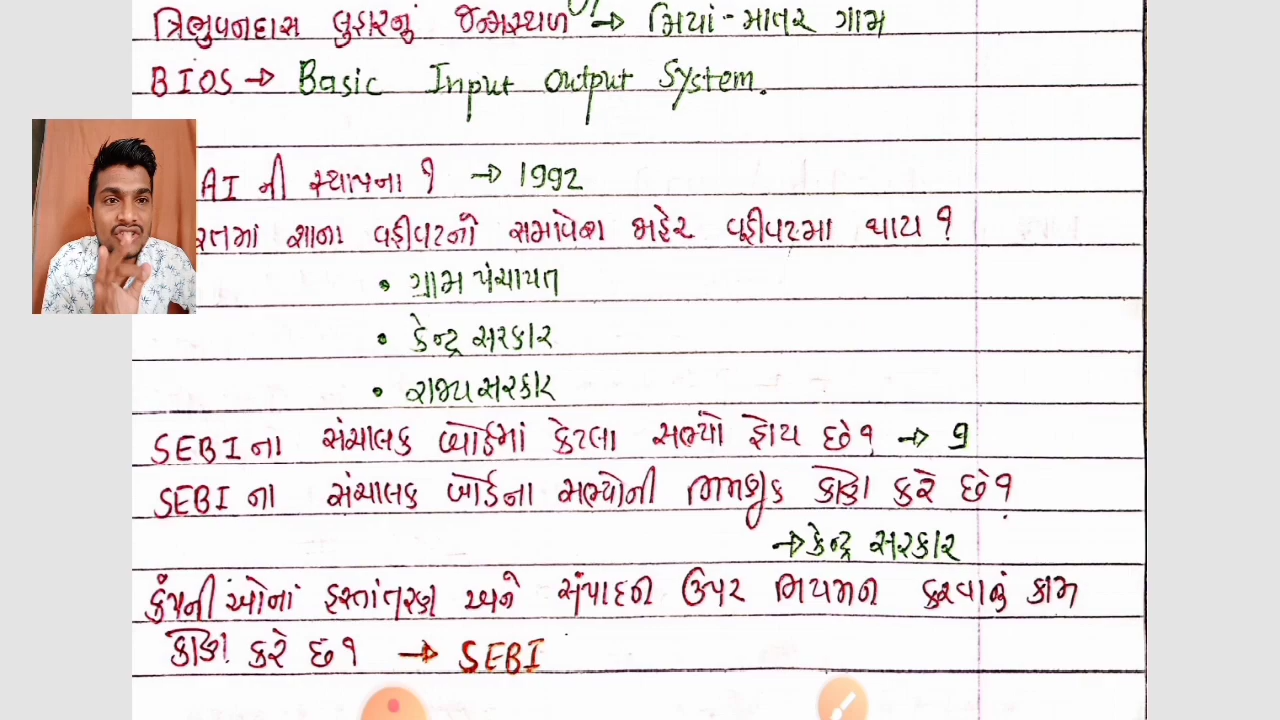 ત્રિભુવનદાસ લુહારનું જન્મસ્થળ → મિયાં-માતર ગામ
BIOS → Basic Input Output System.
AI ની સ્થાપના ? → 1992
રતમાં શાના વહીવટનો સમાવેશ જાહેર વહીવટમા થાય ?
• ગ્રામ પંચાયત
• કેન્દ્ર સરકાર
• રાજ્ય સરકાર
SEBI ના સંચાલક બોર્ડમાં કેટલા સભ્યો હોય છે? → 9
SEBI ના સંચાલક બોર્ડના સભ્યોની નિમણૂક કોણ કરે છે?
→ કેન્દ્ર સરકાર
કંપનીઓનાં હસ્તાંતરણ અને સંપાદન ઉપર નિયમન કરવાનું કામ
કોણ કરે છે? → SEBI